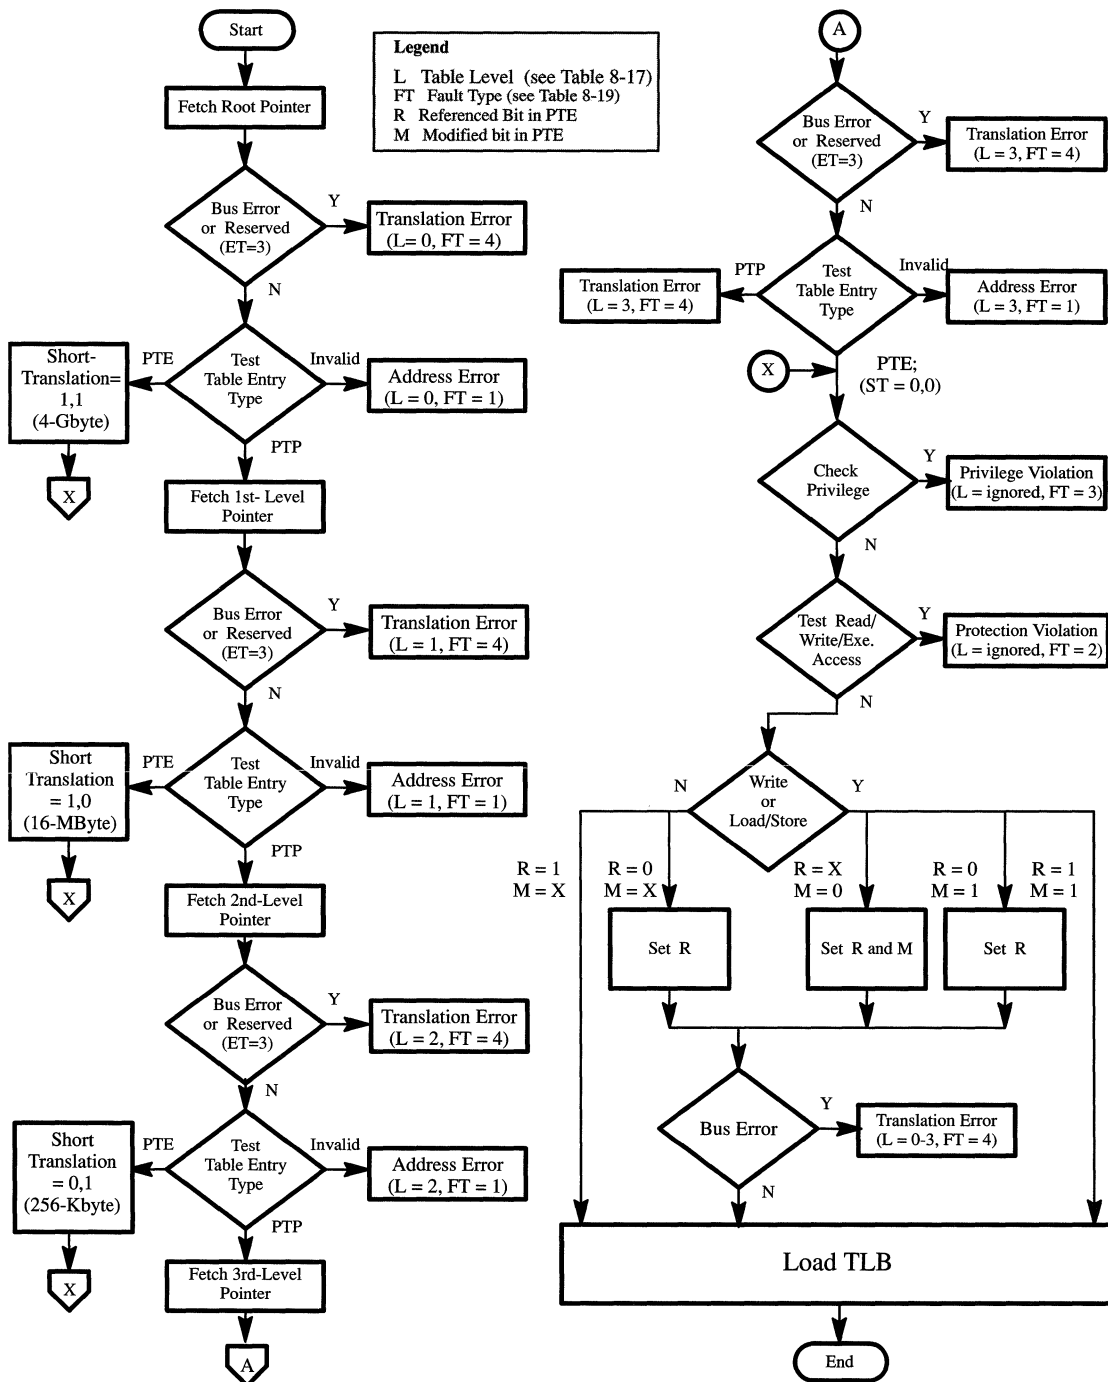 Start
Fetch Root Pointer
Bus Error
or Reserved
(ET=3)
Y
Translation Error
(L= 0, FT = 4)
N
Test
Table Entry
Type
PTE
Short-
Translation=
1,1
(4-Gbyte)
X
Invalid
Address Error
(L = 0, FT = 1)
PTP
Fetch 1st- Level
Pointer
Bus Error
or Reserved
(ET=3)
Y
Translation Error
(L = 1, FT = 4)
N
Test
Table Entry
Type
PTE
Short
Translation
= 1,0
(16-MByte)
X
Invalid
Address Error
(L = 1, FT = 1)
PTP
Fetch 2nd-Level
Pointer
Bus Error
or Reserved
(ET=3)
Y
Translation Error
(L = 2, FT = 4)
N
Test
Table Entry
Type
PTE
Short
Translation
= 0,1
(256-Kbyte)
X
Invalid
Address Error
(L = 2, FT = 1)
PTP
Fetch 3rd-Level
Pointer
A
Legend
L Table Level (see Table 8-17)
FT Fault Type (see Table 8-19)
R Referenced Bit in PTE
M Modified bit in PTE
A
Bus Error
or Reserved
(ET=3)
Y
Translation Error
(L = 3, FT = 4)
N
Test
Table Entry
Type
PTP
Translation Error
(L = 3, FT = 4)
Invalid
Address Error
(L = 3, FT = 1)
X
PTE;
(ST = 0,0)
Check
Privilege
Y
Privilege Violation
(L = ignored, FT = 3)
N
Test Read/
Write/Exe.
Access
Y
Protection Violation
(L = ignored, FT = 2)
N
Write
or
Load/Store
N
Y
R = 1
M = X
R = 0
M = X
R = X
M = 0
R = 0
M = 1
R = 1
M = 1
Set R
Set R and M
Set R
Bus Error
Y
Translation Error
(L = 0-3, FT = 4)
N
Load TLB
End